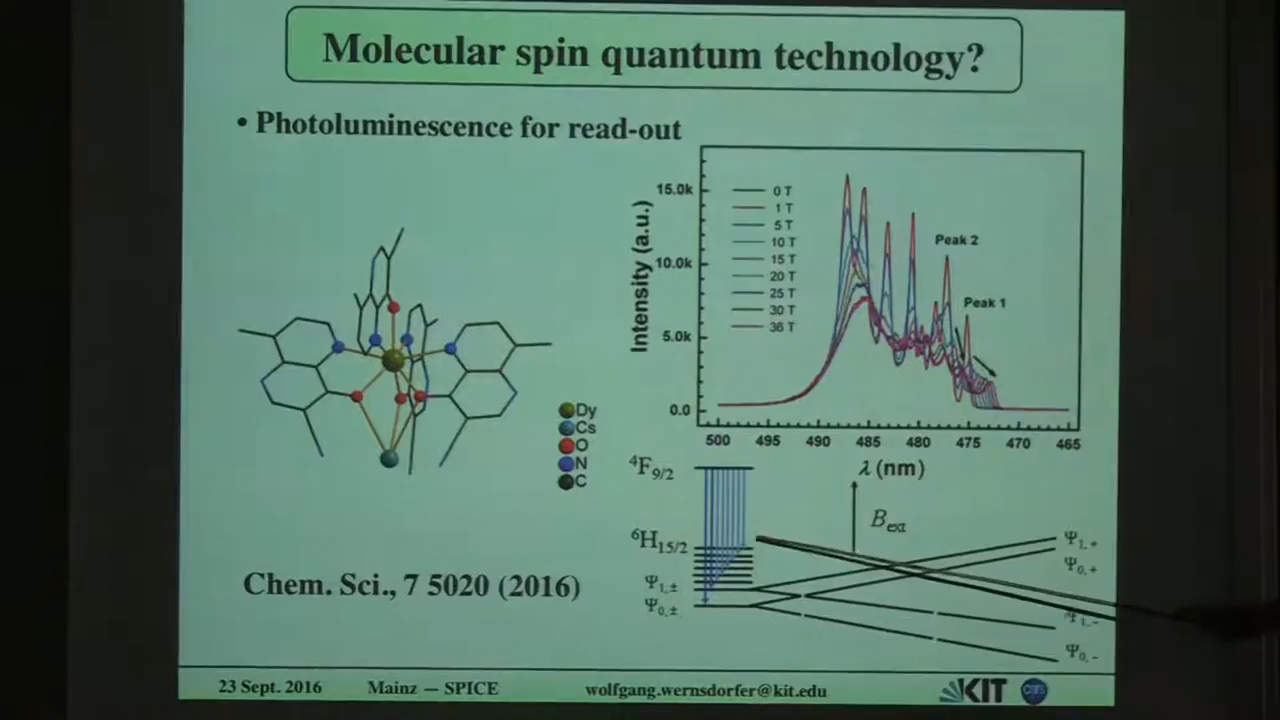 Molecular spin quantum technology?
• Photoluminescence for read-out
Intensity (a.u.)
15.0k
10.0k
5.0k
0.0
0 T
1 T
5 T
10 T
15 T
20 T
25 T
30 T
36 T
Peak 2
Peak 1
500 495 490 485 480 475 470 465
λ (nm)
Dy
Cs
O
N
C
⁴F₉/₂
⁶H₁₅/₂
Ψ₁,±
Ψ₀,±
B_ext
Ψ₁,₊
Ψ₀,₊
Ψ₁,₋
Ψ₀,₋
Chem. Sci., 7 5020 (2016)
23 Sept. 2016 Mainz — SPICE wolfgang.wernsdorfer@kit.edu KIT